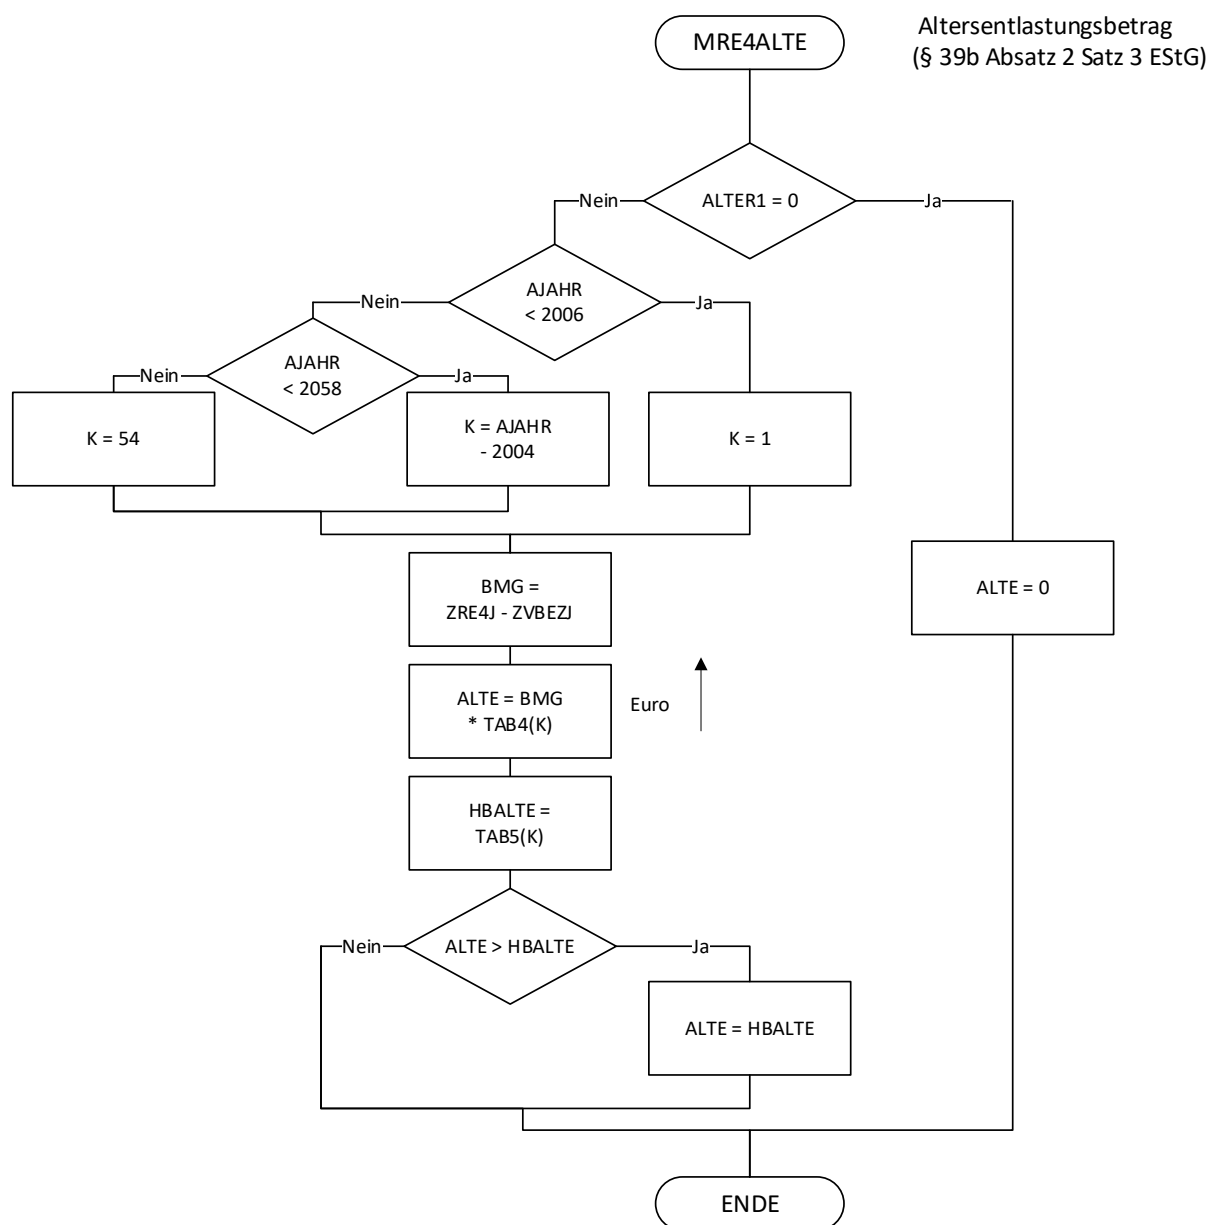 MRE4ALTE
Altersentlastungsbetrag
(§ 39b Absatz 2 Satz 3 EStG)
Nein
ALTER1 = 0
Ja
Nein
AJAHR
< 2006
Ja
Nein
AJAHR
< 2058
Ja
K = 54
K = AJAHR
- 2004
K = 1
BMG =
ZRE4J - ZVBEZJ
ALTE = 0
ALTE = BMG
* TAB4(K)
Euro
HBALTE =
TAB5(K)
Nein
ALTE > HBALTE
Ja
ALTE = HBALTE
ENDE